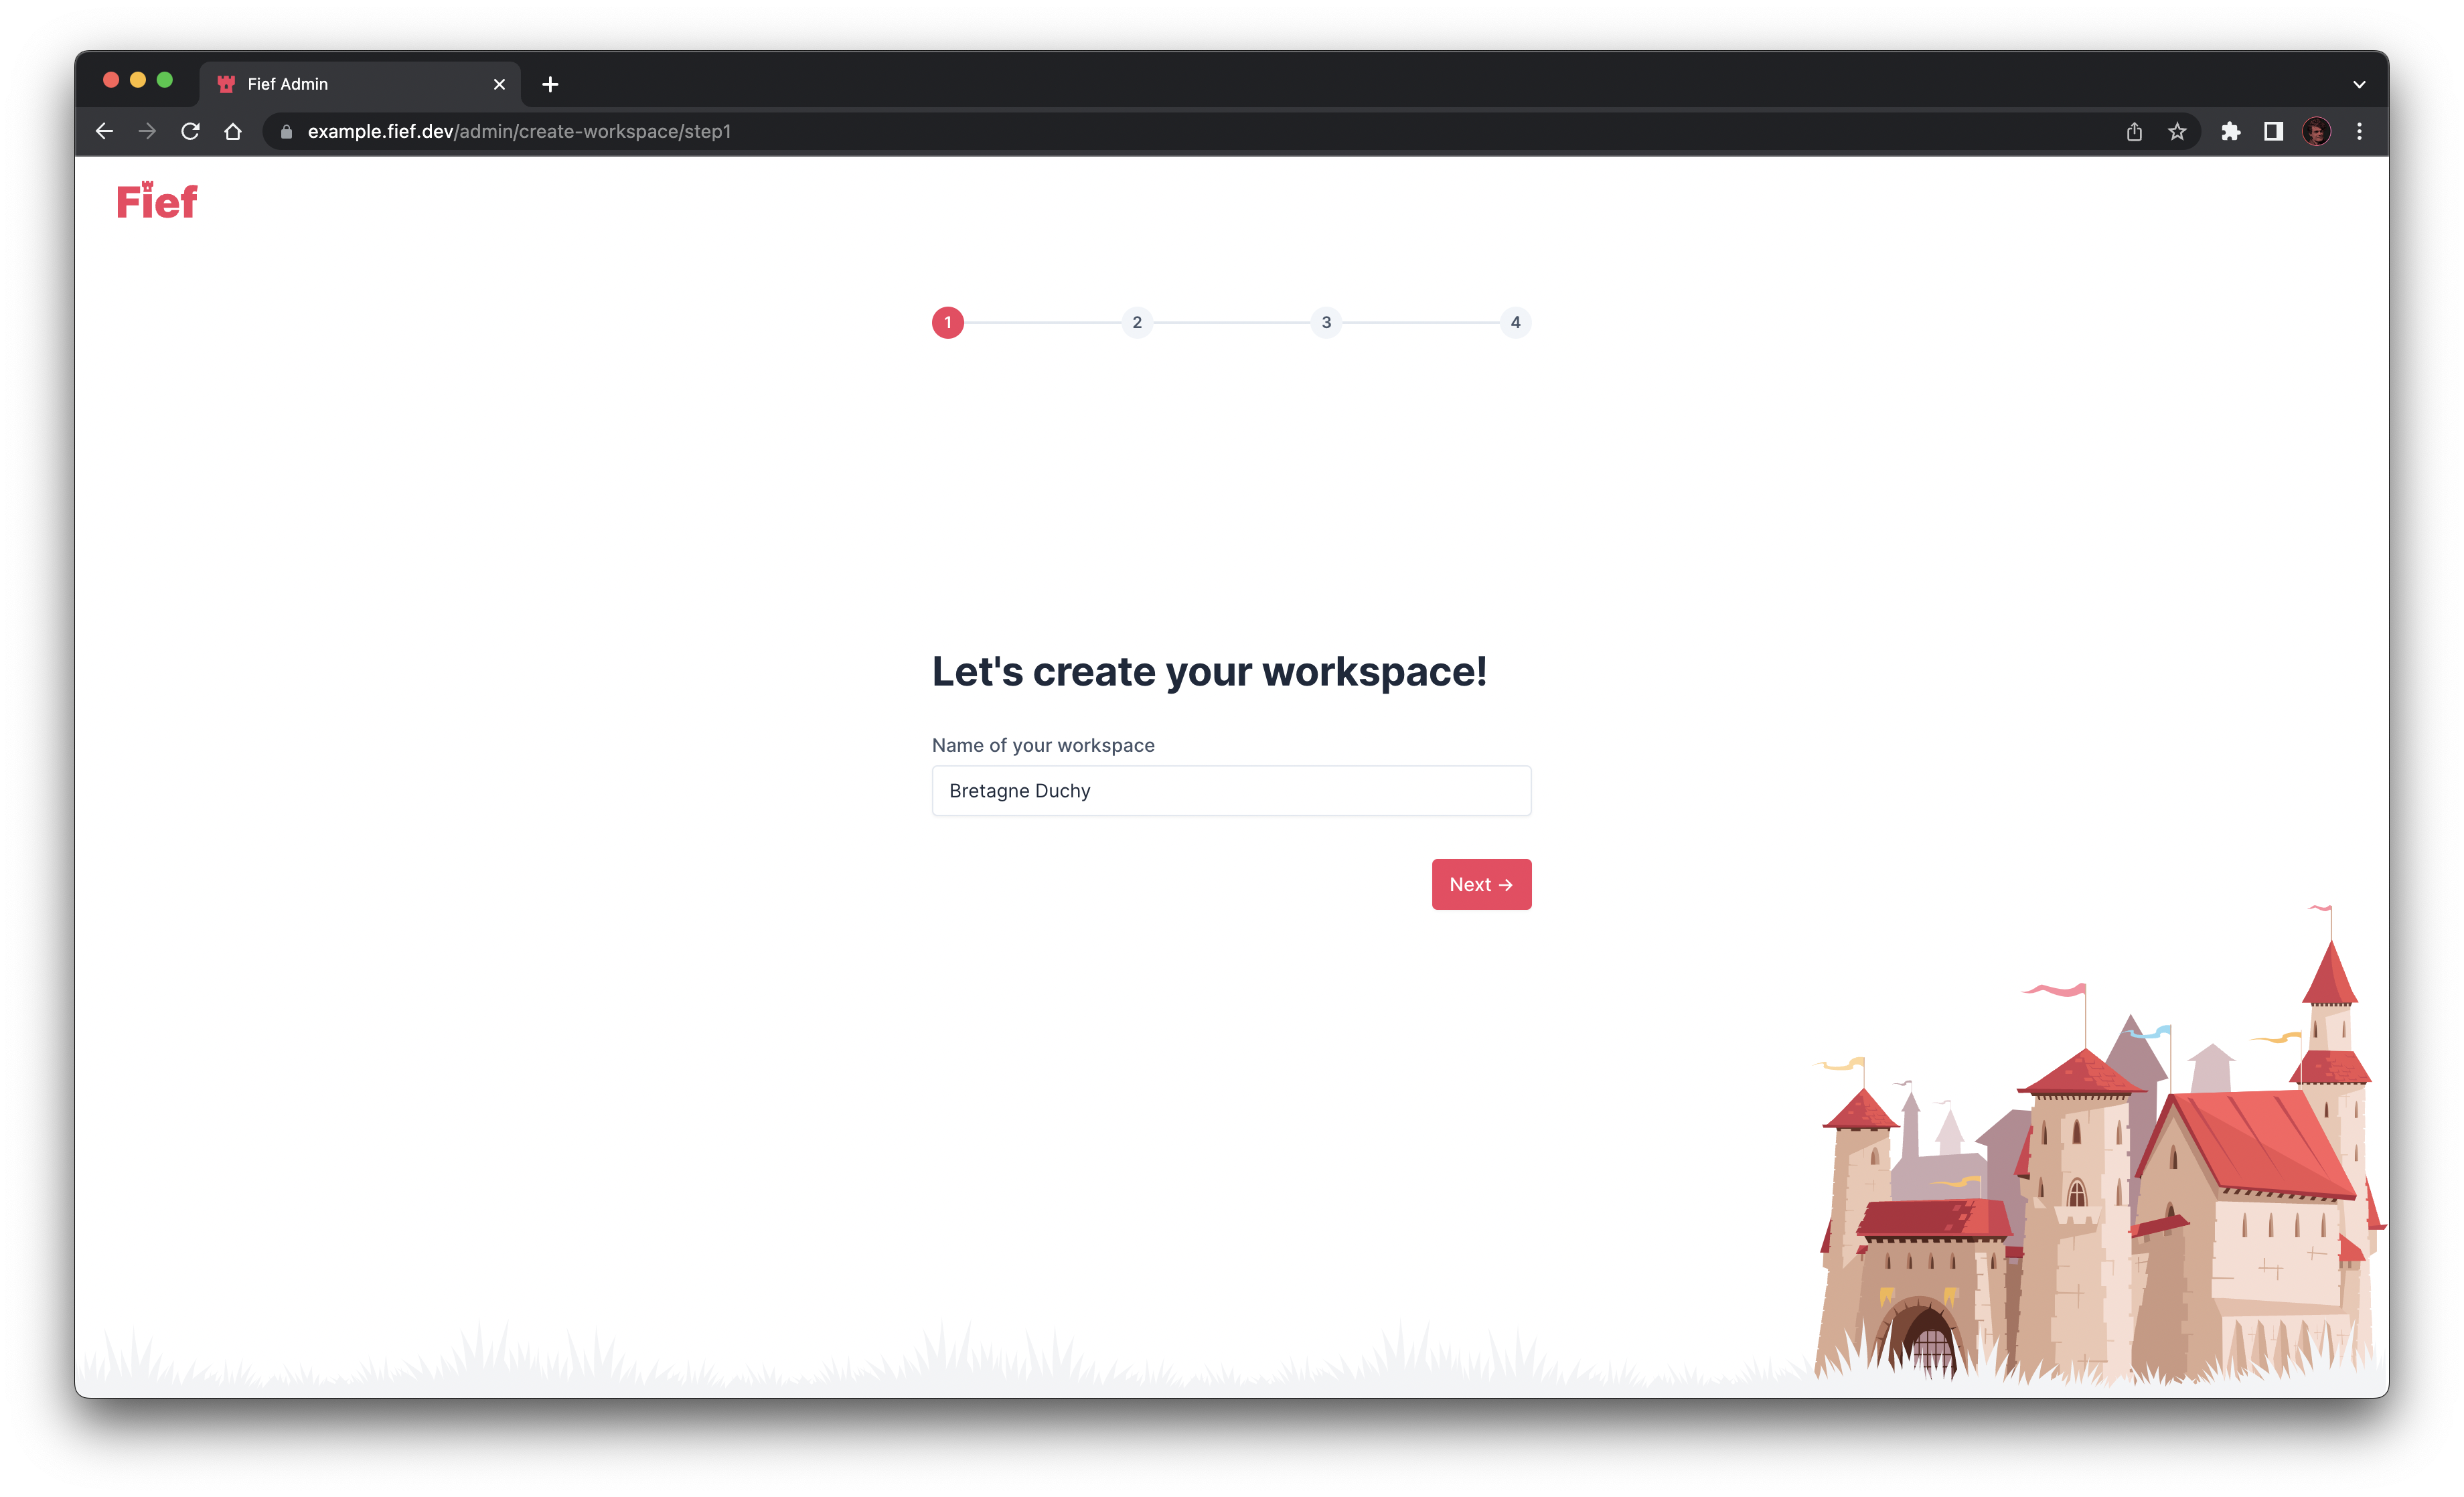 Fief Admin
example.fief.dev/admin/create-workspace/step1
Fief
1 2 3 4
Let's create your workspace!
Name of your workspace
Bretagne Duchy
Next →